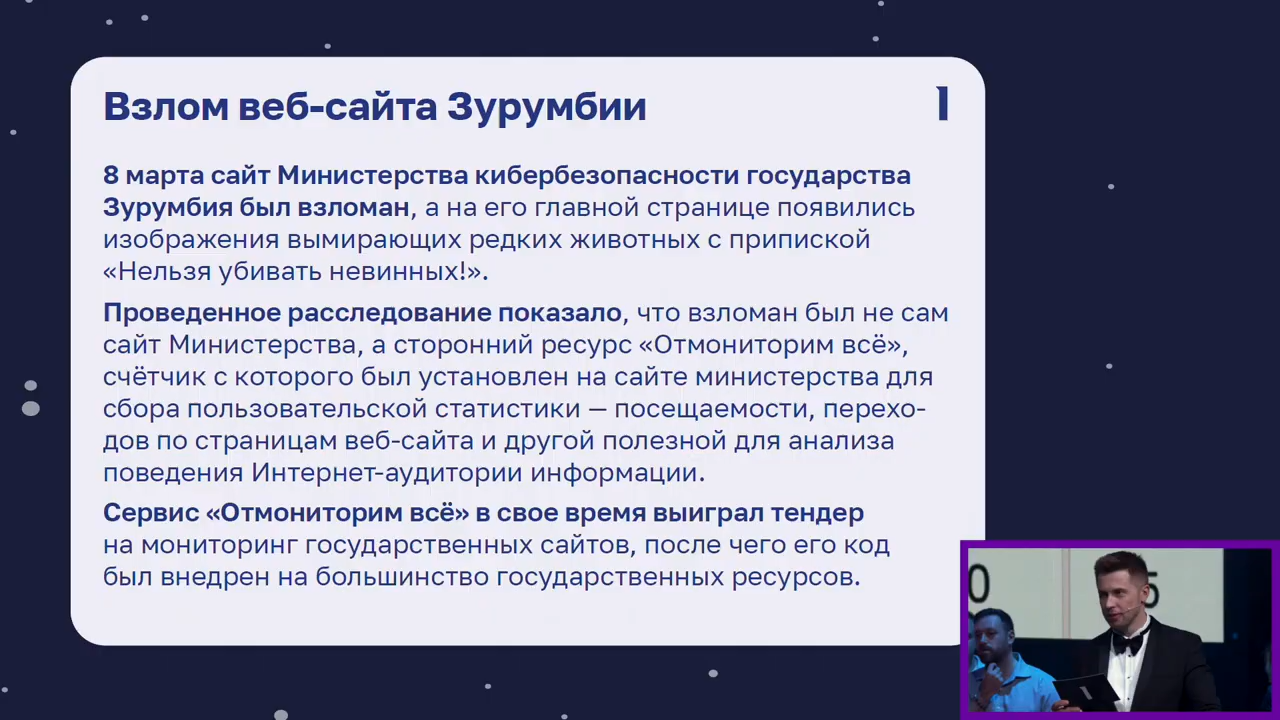 Взлом веб-сайта Зурумбии
1
8 марта сайт Министерства кибербезопасности государства
Зурумбия был взломан, а на его главной странице появились
изображения вымирающих редких животных с припиской
«Нельзя убивать невинных!».
Проведенное расследование показало, что взломан был не сам
сайт Министерства, а сторонний ресурс «Отмониторим всё»,
счётчик с которого был установлен на сайте министерства для
сбора пользовательской статистики — посещаемости, перехо-
дов по страницам веб-сайта и другой полезной для анализа
поведения Интернет-аудитории информации.
Сервис «Отмониторим всё» в свое время выиграл тендер
на мониторинг государственных сайтов, после чего его код
был внедрен на большинство государственных ресурсов.
0
5